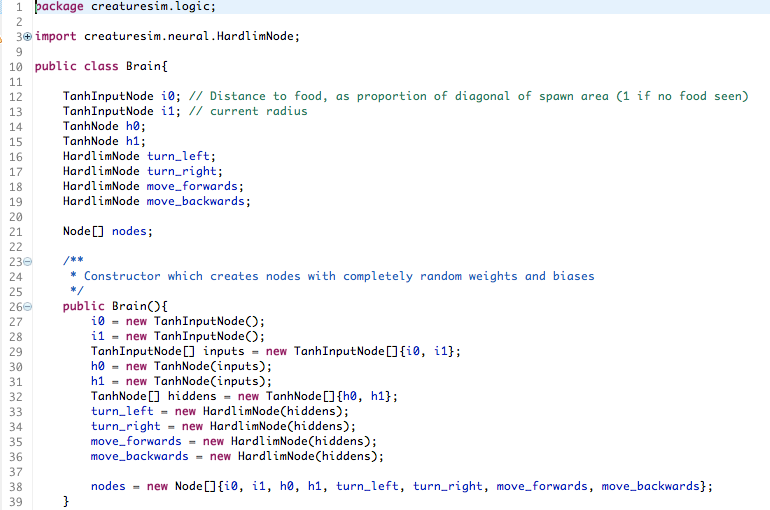 1 package creaturesim.logic;
2
3 import creaturesim.neural.HardlimNode;
9
10 public class Brain{
11
12 TanhInputNode i0; // Distance to food, as proportion of diagonal of spawn area (1 if no food seen)
13 TanhInputNode i1; // current radius
14 TanhNode h0;
15 TanhNode h1;
16 HardlimNode turn_left;
17 HardlimNode turn_right;
18 HardlimNode move_forwards;
19 HardlimNode move_backwards;
20
21 Node[] nodes;
22
23 /**
24 * Constructor which creates nodes with completely random weights and biases
25 */
26 public Brain(){
27 i0 = new TanhInputNode();
28 i1 = new TanhInputNode();
29 TanhInputNode[] inputs = new TanhInputNode[]{i0, i1};
30 h0 = new TanhNode(inputs);
31 h1 = new TanhNode(inputs);
32 TanhNode[] hiddens = new TanhNode[]{h0, h1};
33 turn_left = new HardlimNode(hiddens);
34 turn_right = new HardlimNode(hiddens);
35 move_forwards = new HardlimNode(hiddens);
36 move_backwards = new HardlimNode(hiddens);
37
38 nodes = new Node[]{i0, i1, h0, h1, turn_left, turn_right, move_forwards, move_backwards};
39 }